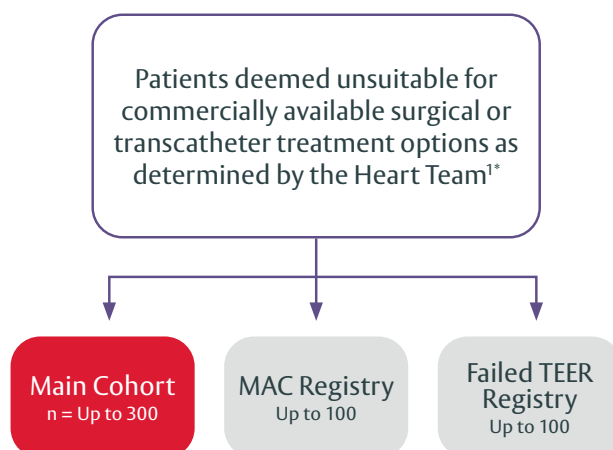 Patients deemed unsuitable for
commercially available surgical or
transcatheter treatment options as
determined by the Heart Team1*
Main Cohort
n = Up to 300
MAC Registry
Up to 100
Failed TEER
Registry
Up to 100